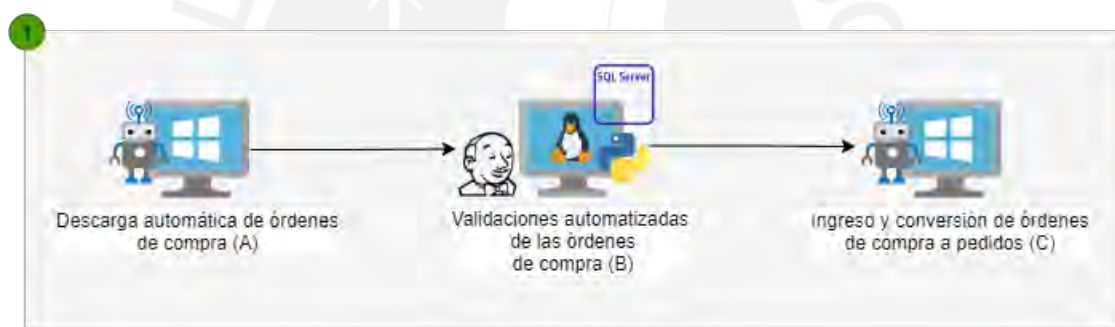 1
SQL Server
Descarga automática de órdenes
de compra (A)
Validaciones automatizadas
de las órdenes
de compra (B)
Ingreso y conversión de órdenes
de compra a pedidos (C)